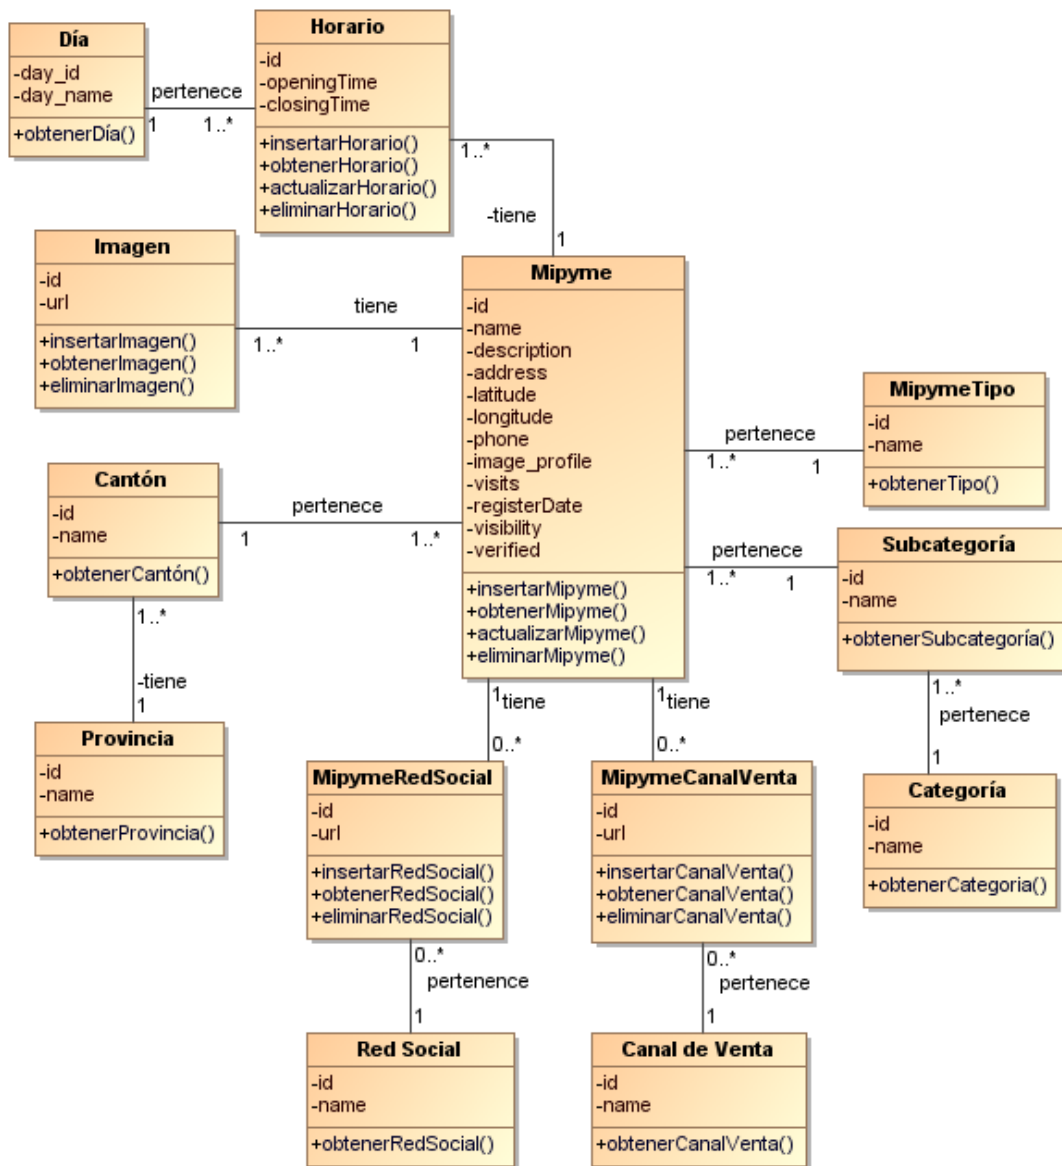 Día
-day_id
-day_name
+obtenerDía()
pertenece
1
1..*
Horario
-id
-openingTime
-closingTime
+insertarHorario()
+obtenerHorario()
+actualizarHorario()
+eliminarHorario()
1..*
-tiene
1
Imagen
-id
-url
+insertarImagen()
+obtenerImagen()
+eliminarImagen()
tiene
1..*
1
Mipyme
-id
-name
-description
-address
-latitude
-longitude
-phone
-image_profile
-visits
-registerDate
-visibility
-verified
+insertarMipyme()
+obtenerMipyme()
+actualizarMipyme()
+eliminarMipyme()
pertenece
1..*
1
MipymeTipo
-id
-name
+obtenerTipo()
Cantón
-id
-name
+obtenerCantón()
pertenece
1
1..*
pertenece
1..*
1
Subcategoría
-id
-name
+obtenerSubcategoría()
1..*
-tiene
1
Provincia
-id
-name
+obtenerProvincia()
1
tiene
0..*
1
tiene
0..*
1..*
pertenece
1
MipymeRedSocial
-id
-url
+insertarRedSocial()
+obtenerRedSocial()
+eliminarRedSocial()
MipymeCanalVenta
-id
-url
+insertarCanalVenta()
+obtenerCanalVenta()
+eliminarCanalVenta()
Categoría
-id
-name
+obtenerCategoria()
0..*
pertenence
1
0..*
pertenece
1
Red Social
-id
-name
+obtenerRedSocial()
Canal de Venta
-id
-name
+obtenerCanalVenta()